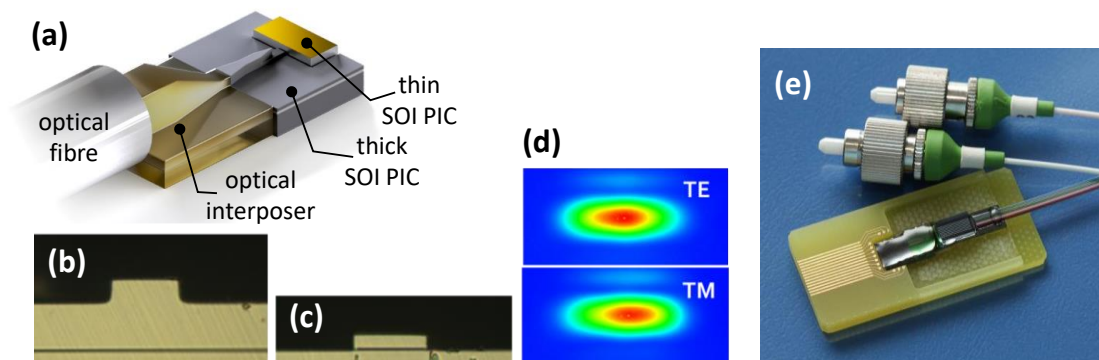 (a)
thin
SOI PIC
optical
fibre
thick
SOI PIC
optical
interposer
(b)
(c)
(d)
TE
TM
(e)